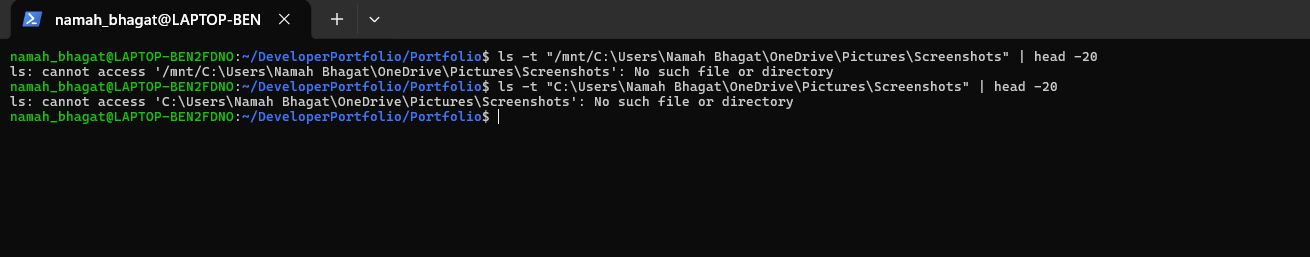 namah_bhagat@LAPTOP-BEN
namah_bhagat@LAPTOP-BEN2FDNO:~/DeveloperPortfolio/Portfolio$ ls -t "/mnt/C:\Users\Namah Bhagat\OneDrive\Pictures\Screenshots" | head -20
ls: cannot access '/mnt/C:\Users\Namah Bhagat\OneDrive\Pictures\Screenshots': No such file or directory
namah_bhagat@LAPTOP-BEN2FDNO:~/DeveloperPortfolio/Portfolio$ ls -t "C:\Users\Namah Bhagat\OneDrive\Pictures\Screenshots" | head -20
ls: cannot access 'C:\Users\Namah Bhagat\OneDrive\Pictures\Screenshots': No such file or directory
namah_bhagat@LAPTOP-BEN2FDNO:~/DeveloperPortfolio/Portfolio$